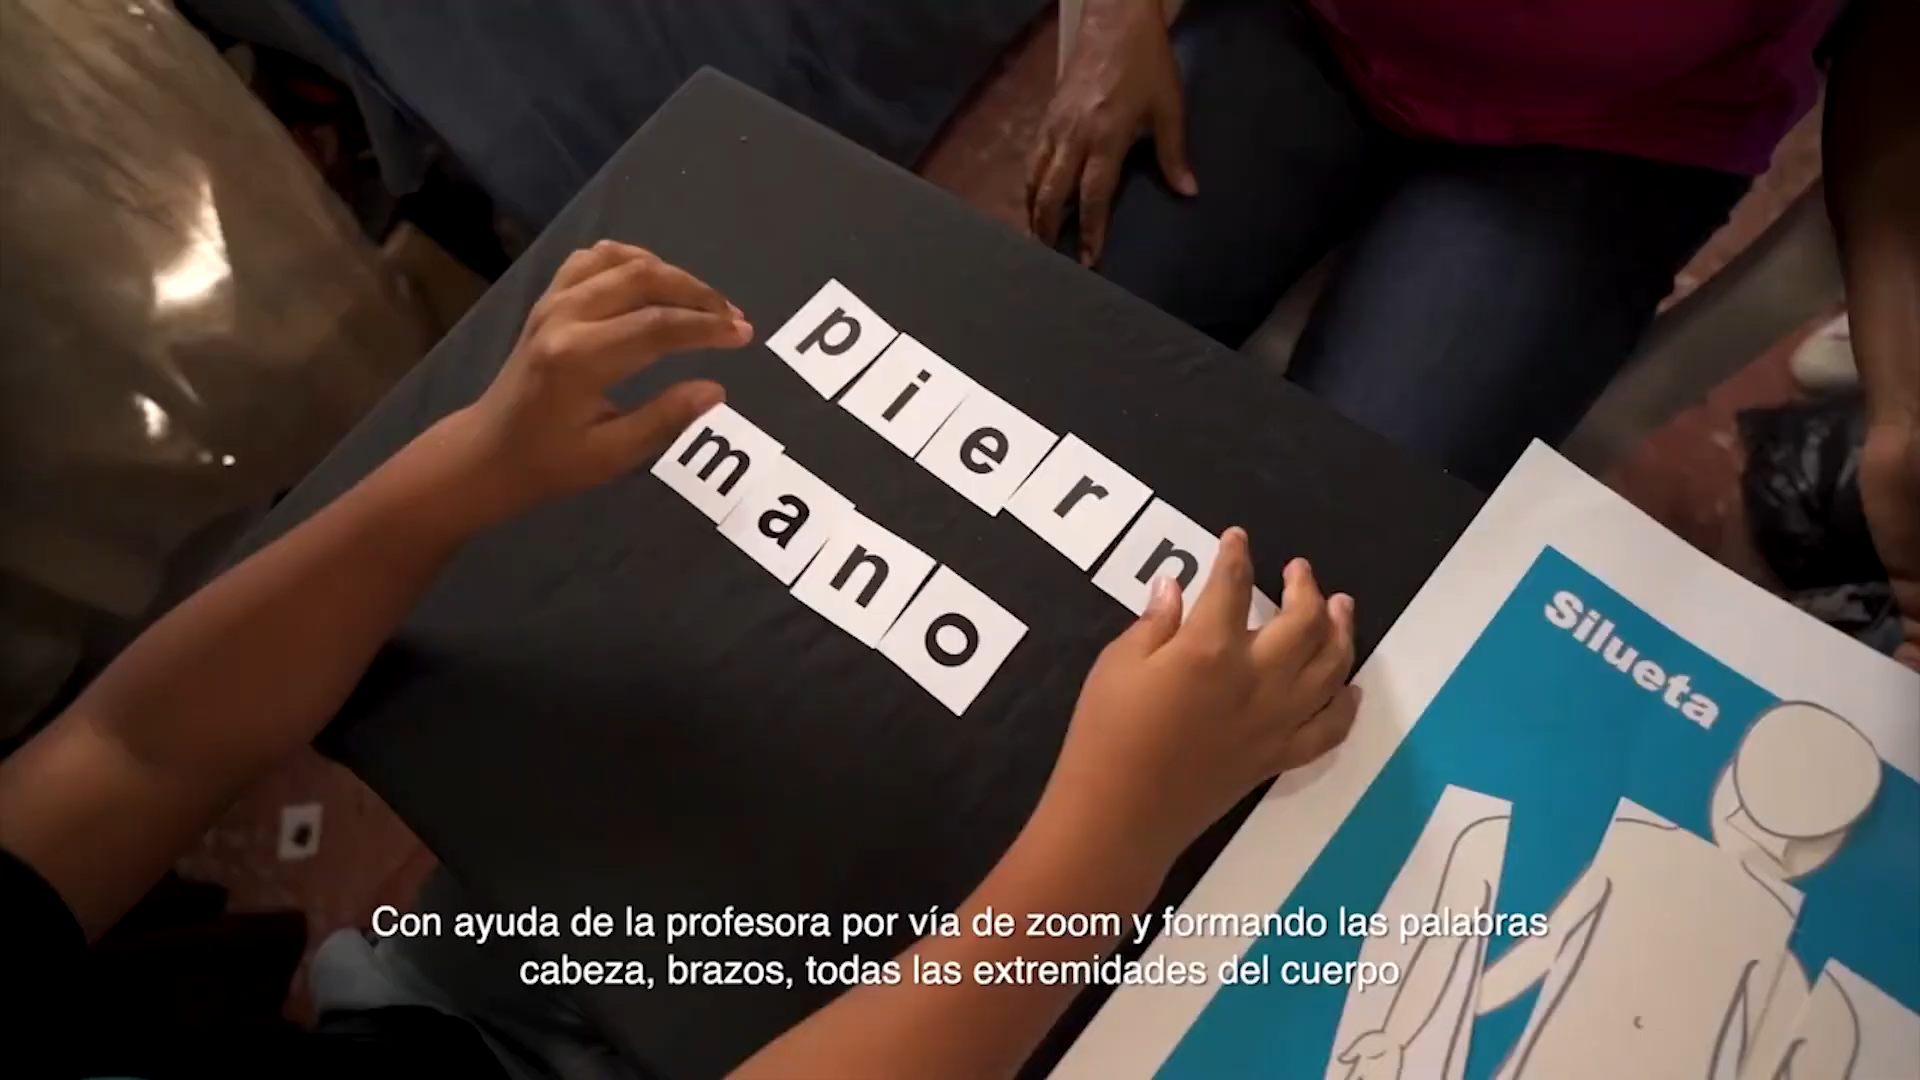 piern
mano
Silueta
Con ayuda de la profesora por vía de zoom y formando las palabras
cabeza, brazos, todas las extremidades del cuerpo